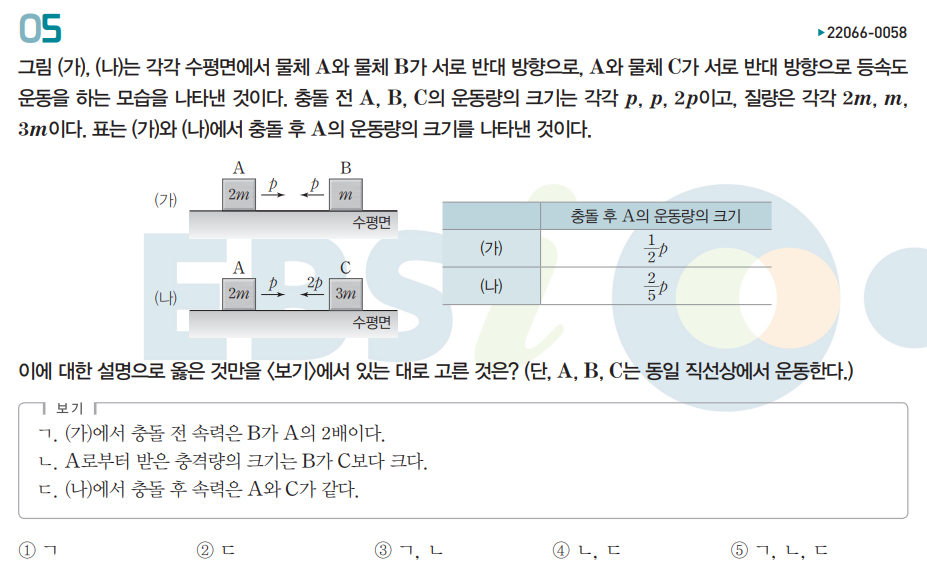 05
▶22066-0058
그림 (가), (나)는 각각 수평면에서 물체 A와 물체 B가 서로 반대 방향으로, A와 물체 C가 서로 반대 방향으로 등속도
운동을 하는 모습을 나타낸 것이다. 충돌 전 A, B, C의 운동량의 크기는 각각 p, p, 2p이고, 질량은 각각 2m, m,
3m이다. 표는 (가)와 (나)에서 충돌 후 A의 운동량의 크기를 나타낸 것이다.
A B
(가) 2m p p m
수평면
A C
(나) 2m p 2p 3m
수평면
충돌 후 A의 운동량의 크기
(가) 1/2 p
(나) 2/5 p
EBSi
이에 대한 설명으로 옳은 것만을 〈보기〉에서 있는 대로 고른 것은? (단, A, B, C는 동일 직선상에서 운동한다.)
보기
ㄱ. (가)에서 충돌 전 속력은 B가 A의 2배이다.
ㄴ. A로부터 받은 충격량의 크기는 B가 C보다 크다.
ㄷ. (나)에서 충돌 후 속력은 A와 C가 같다.
① ㄱ ② ㄷ ③ ㄱ, ㄴ ④ ㄴ, ㄷ ⑤ ㄱ, ㄴ, ㄷ